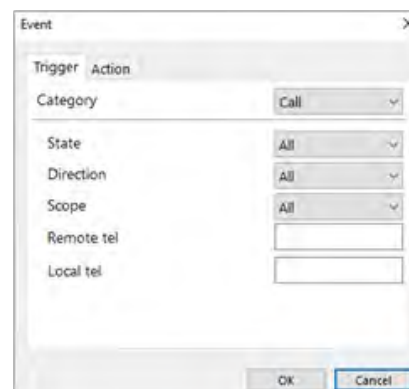 Event
Trigger Action
Category Call
State All
Direction All
Scope All
Remote tel
Local tel
OK Cancel